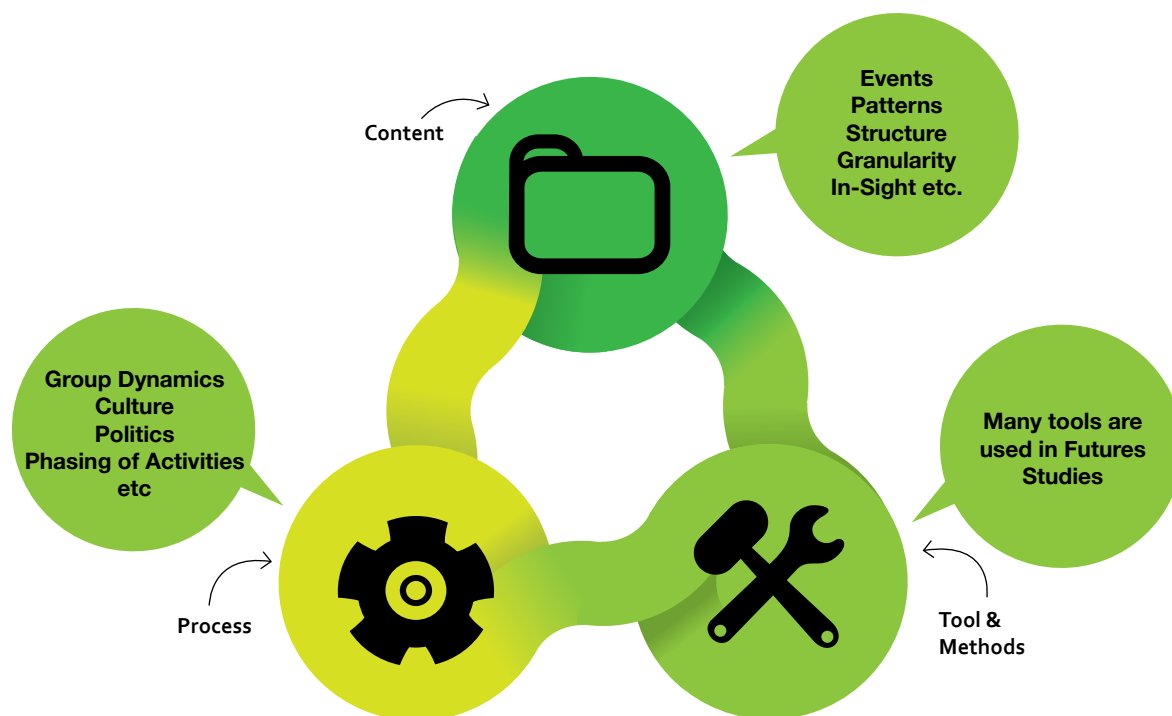 Content
Events
Patterns
Structure
Granularity
In-Sight etc.
Group Dynamics
Culture
Politics
Phasing of Activities
etc
Process
Many tools are
used in Futures
Studies
Tool &
Methods